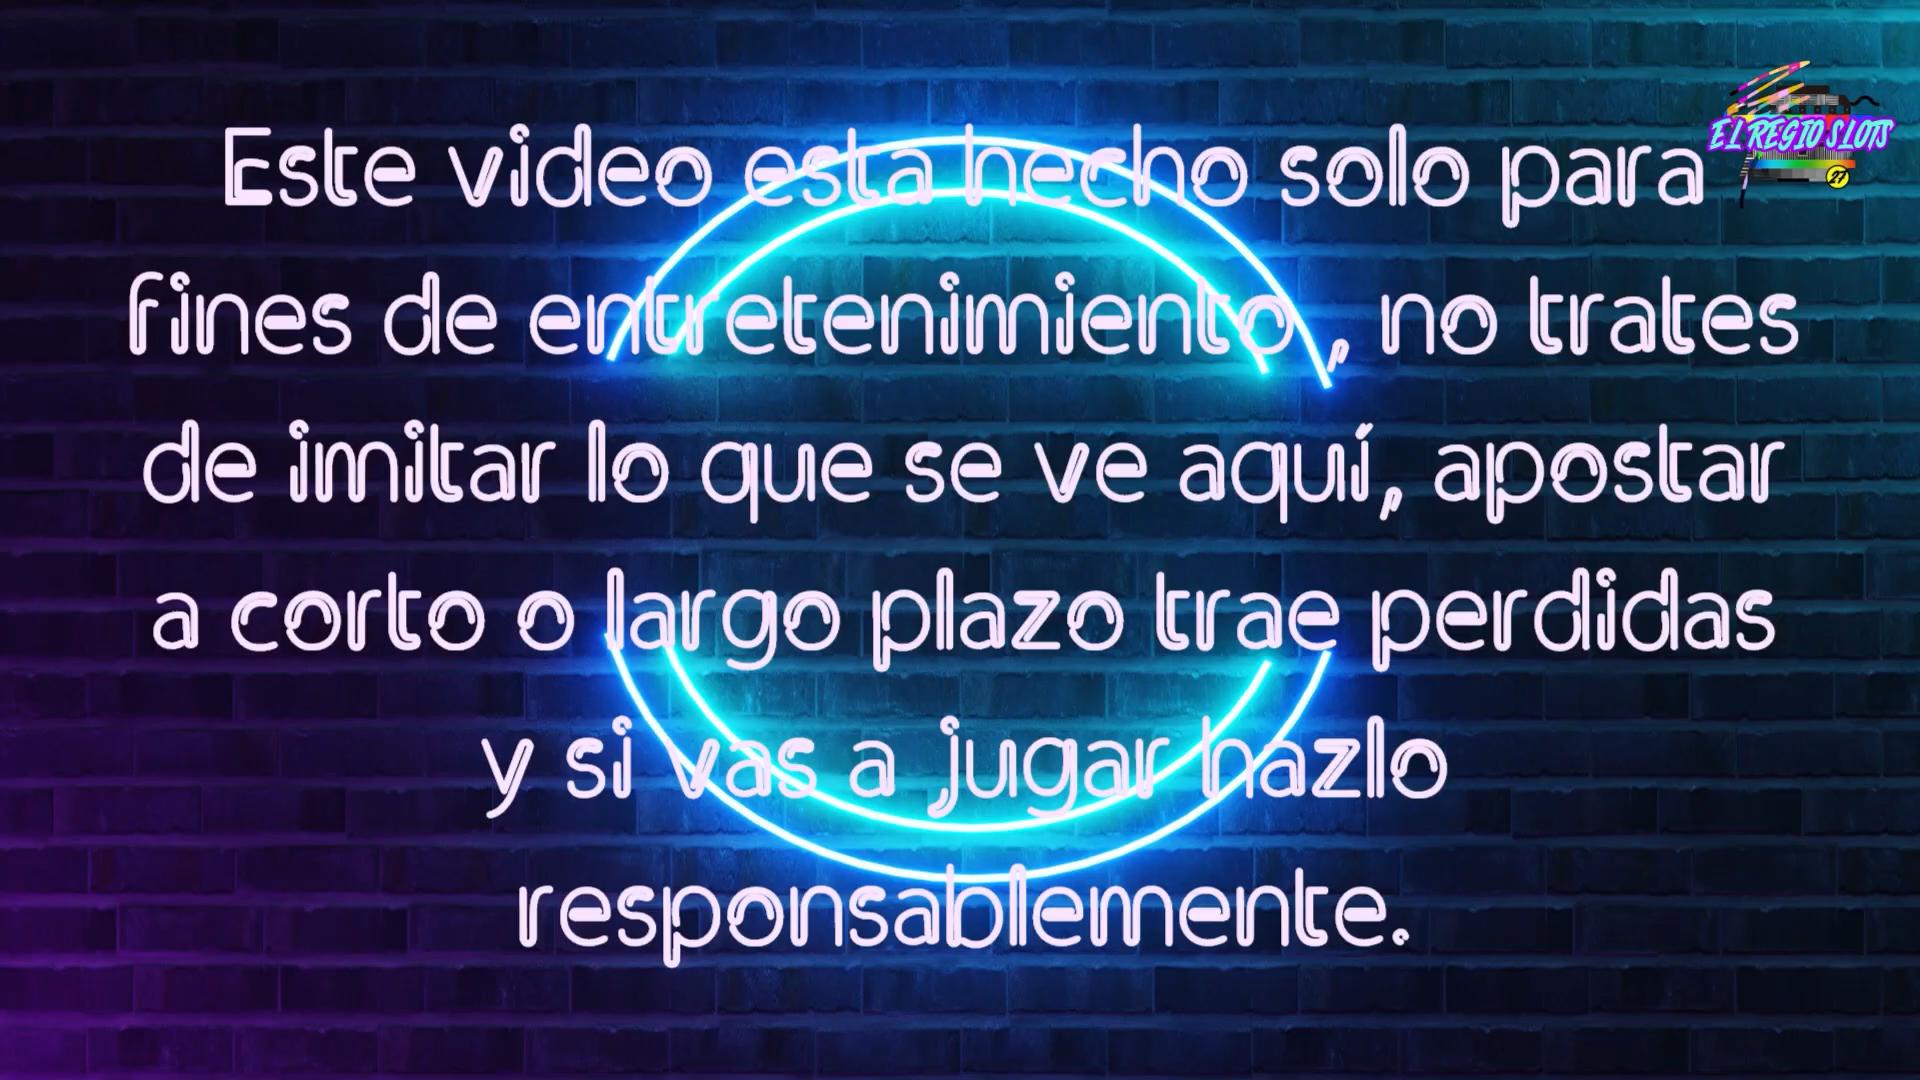 Este video esta hecho solo para
fines de entretenimiento , no trates
de imitar lo que se ve aquí, apostar
a corto o largo plazo trae perdidas
y si vas a jugar hazlo
responsablemente.
EL REGIO SLOTS
27